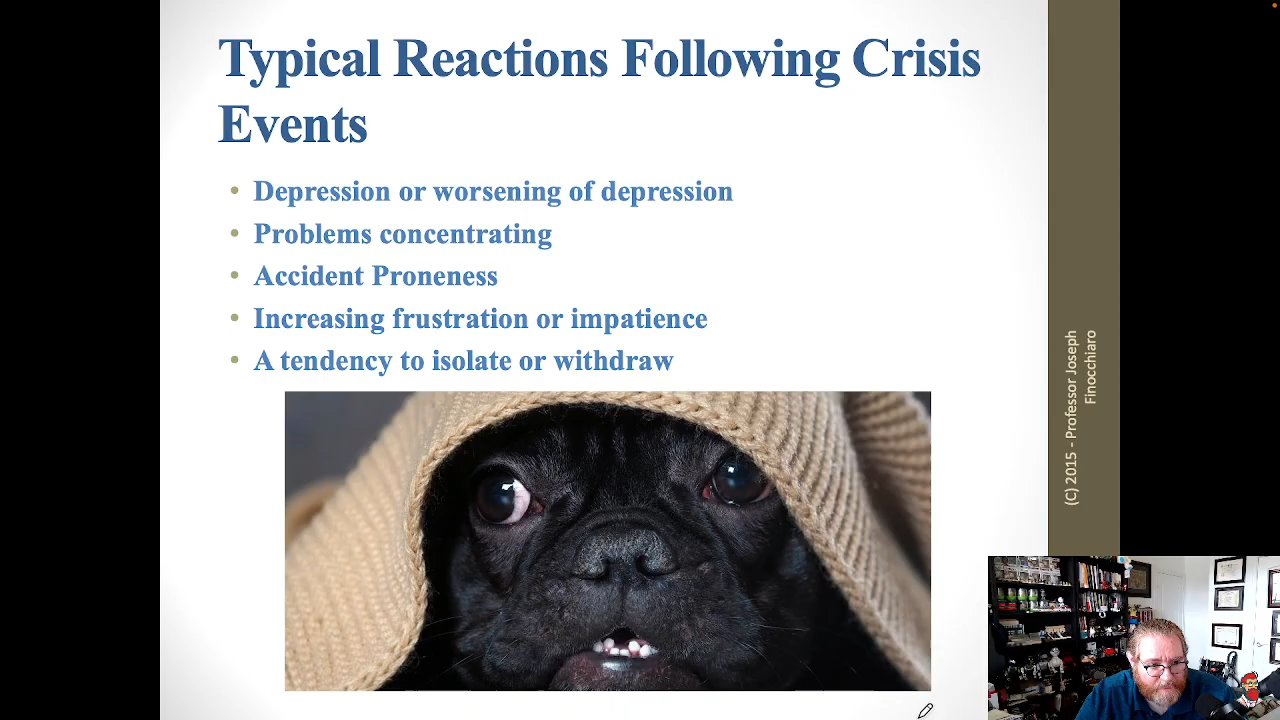 Typical Reactions Following Crisis
Events
• Depression or worsening of depression
• Problems concentrating
• Accident Proneness
• Increasing frustration or impatience
• A tendency to isolate or withdraw
(C) 2015 - Professor Joseph
Finocchiaro